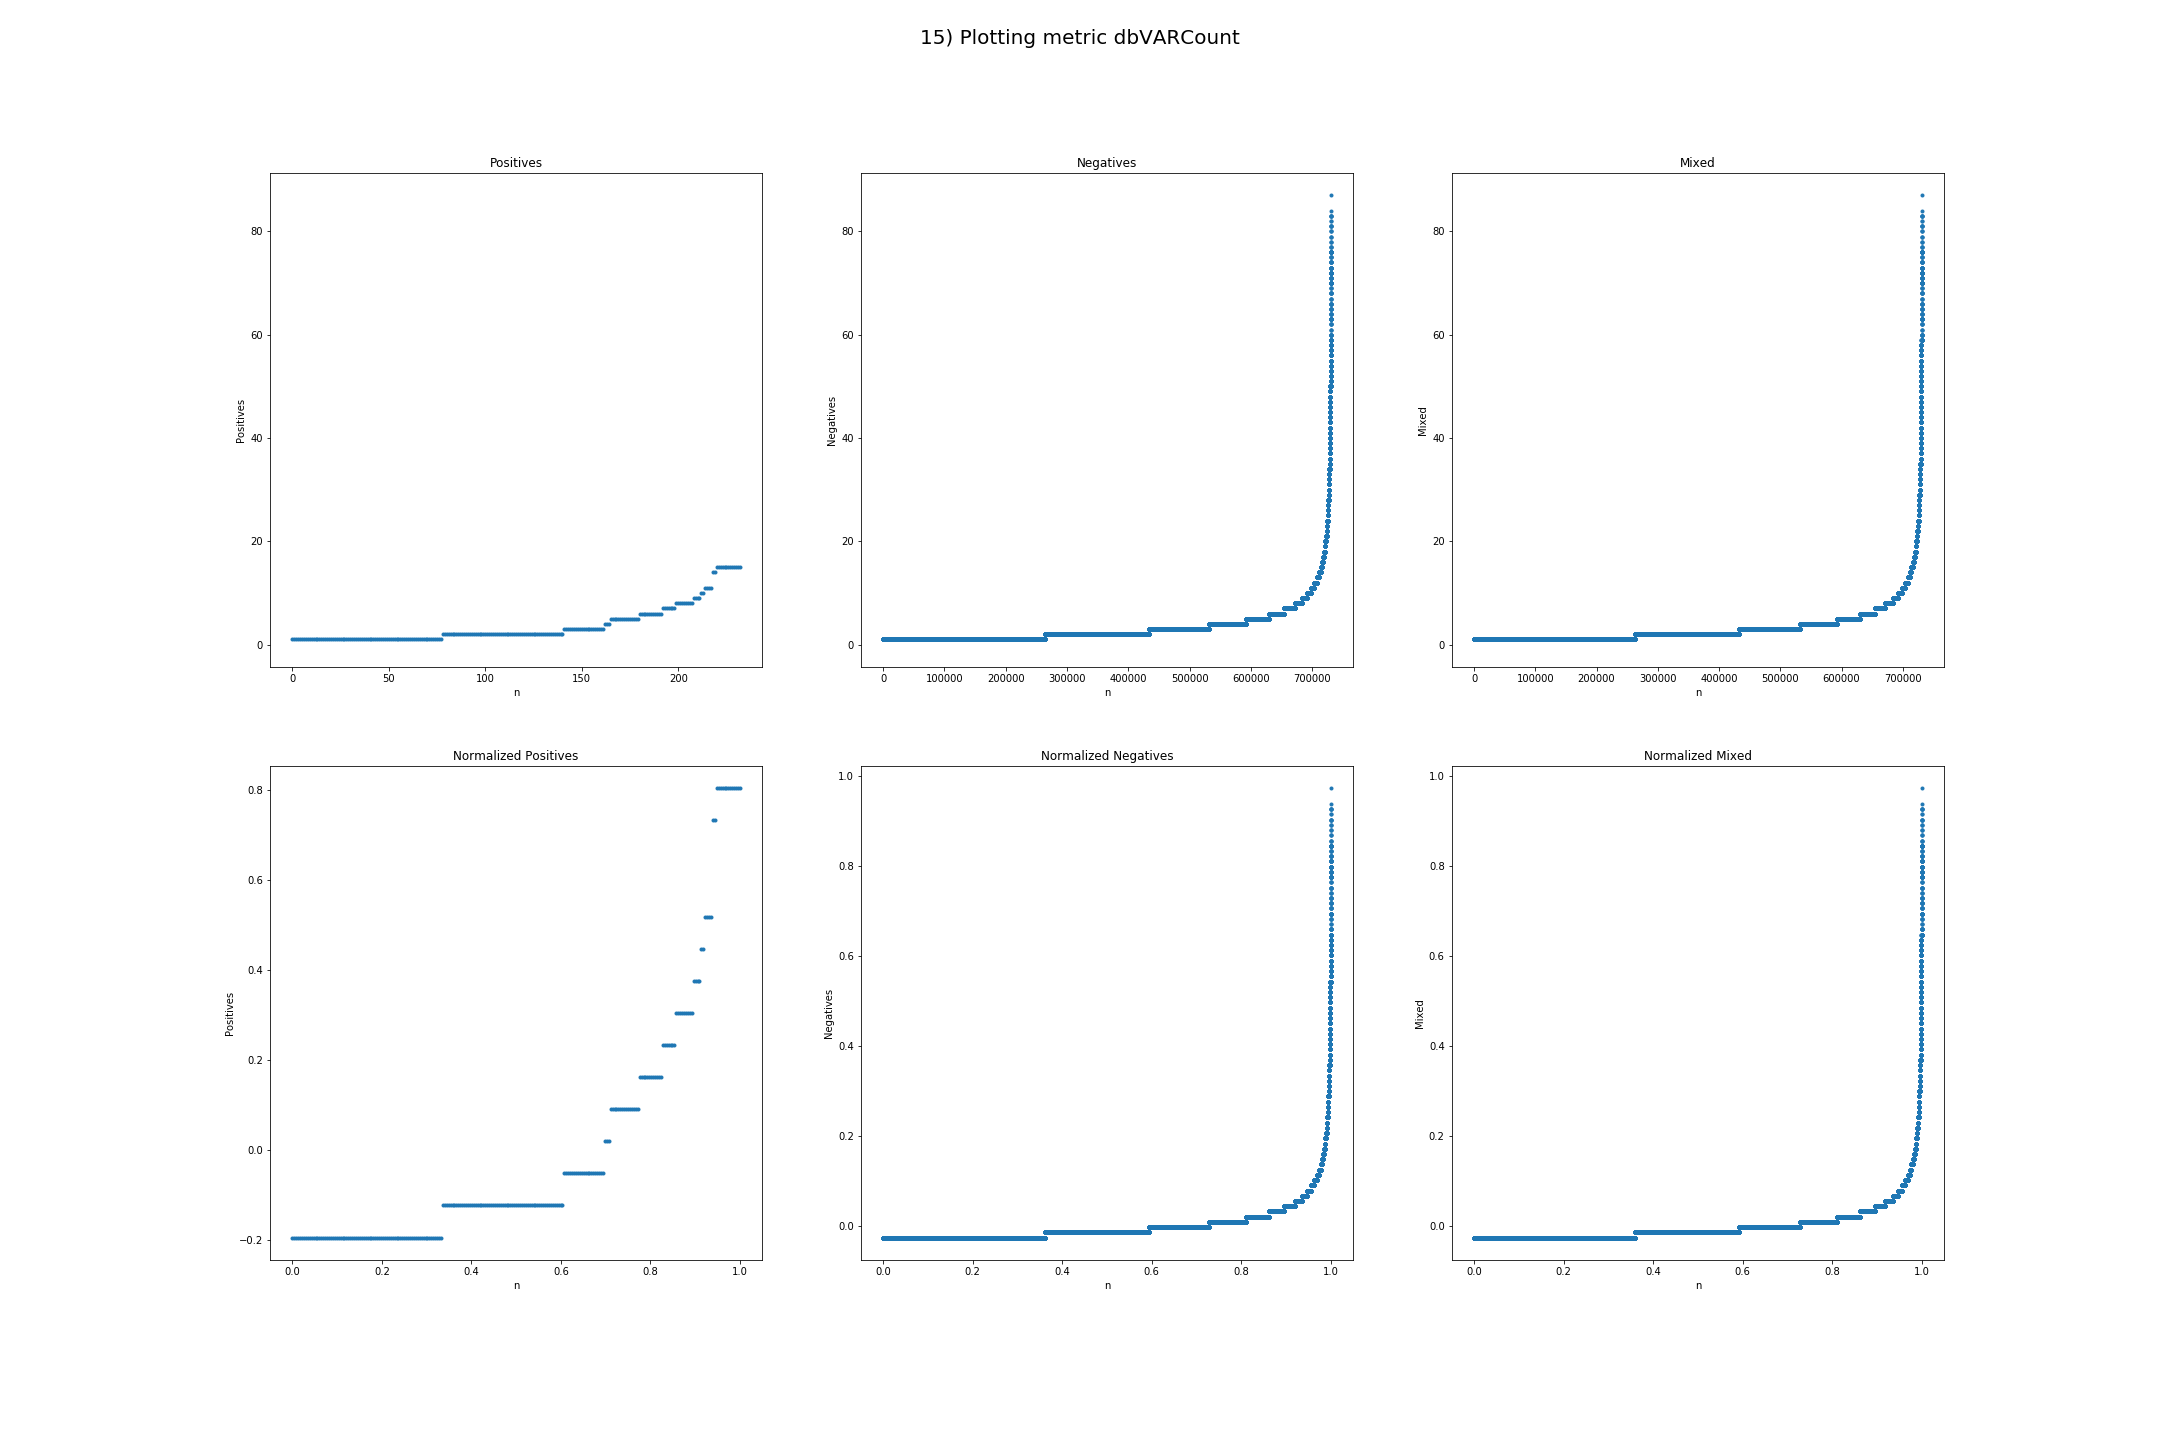 15) Plotting metric dbVARCount
Positives
Negatives
Mixed
80
60
40
20
0
Positives
0 50 100 150 200
n
80
60
40
20
0
Negatives
0 100000 200000 300000 400000 500000 600000 700000
n
80
60
40
20
0
Mixed
0 100000 200000 300000 400000 500000 600000 700000
n
Normalized Positives
Normalized Negatives
Normalized Mixed
0.8
0.6
0.4
0.2
0.0
−0.2
Positives
0.0 0.2 0.4 0.6 0.8 1.0
n
1.0
0.8
0.6
0.4
0.2
0.0
Negatives
0.0 0.2 0.4 0.6 0.8 1.0
n
1.0
0.8
0.6
0.4
0.2
0.0
Mixed
0.0 0.2 0.4 0.6 0.8 1.0
n